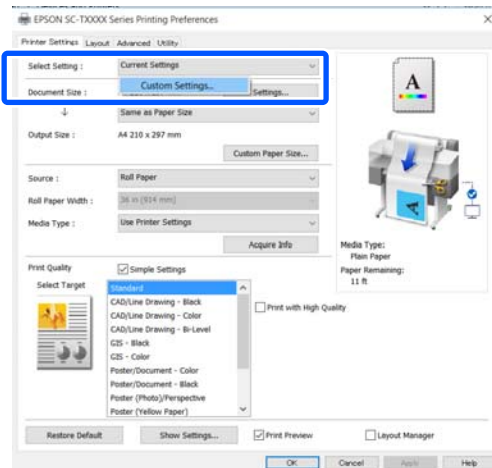 EPSON SC-TXXXX Series Printing Preferences
Printer Settings Layout Advanced Utility
Select Setting : Current Settings
Custom Settings...
Document Size : Settings...
Same as Paper Size
Output Size : A4 210 x 297 mm
Custom Paper Size...
Source : Roll Paper
Roll Paper Width : 36 in (914 mm)
Media Type : Use Printer Settings
Acquire Info
Media Type:
Plain Paper
Paper Remaining:
11 ft
Print Quality Simple Settings
Select Target
Standard
CAD/Line Drawing - Black
CAD/Line Drawing - Color
CAD/Line Drawing - Bi-Level
GIS - Black
GIS - Color
Poster/Document - Color
Poster/Document - Black
Poster (Photo)/Perspective
Poster (Yellow Paper)
Print with High Quality
Restore Default Show Settings... Print Preview Layout Manager
OK Cancel Apply Help
A
A